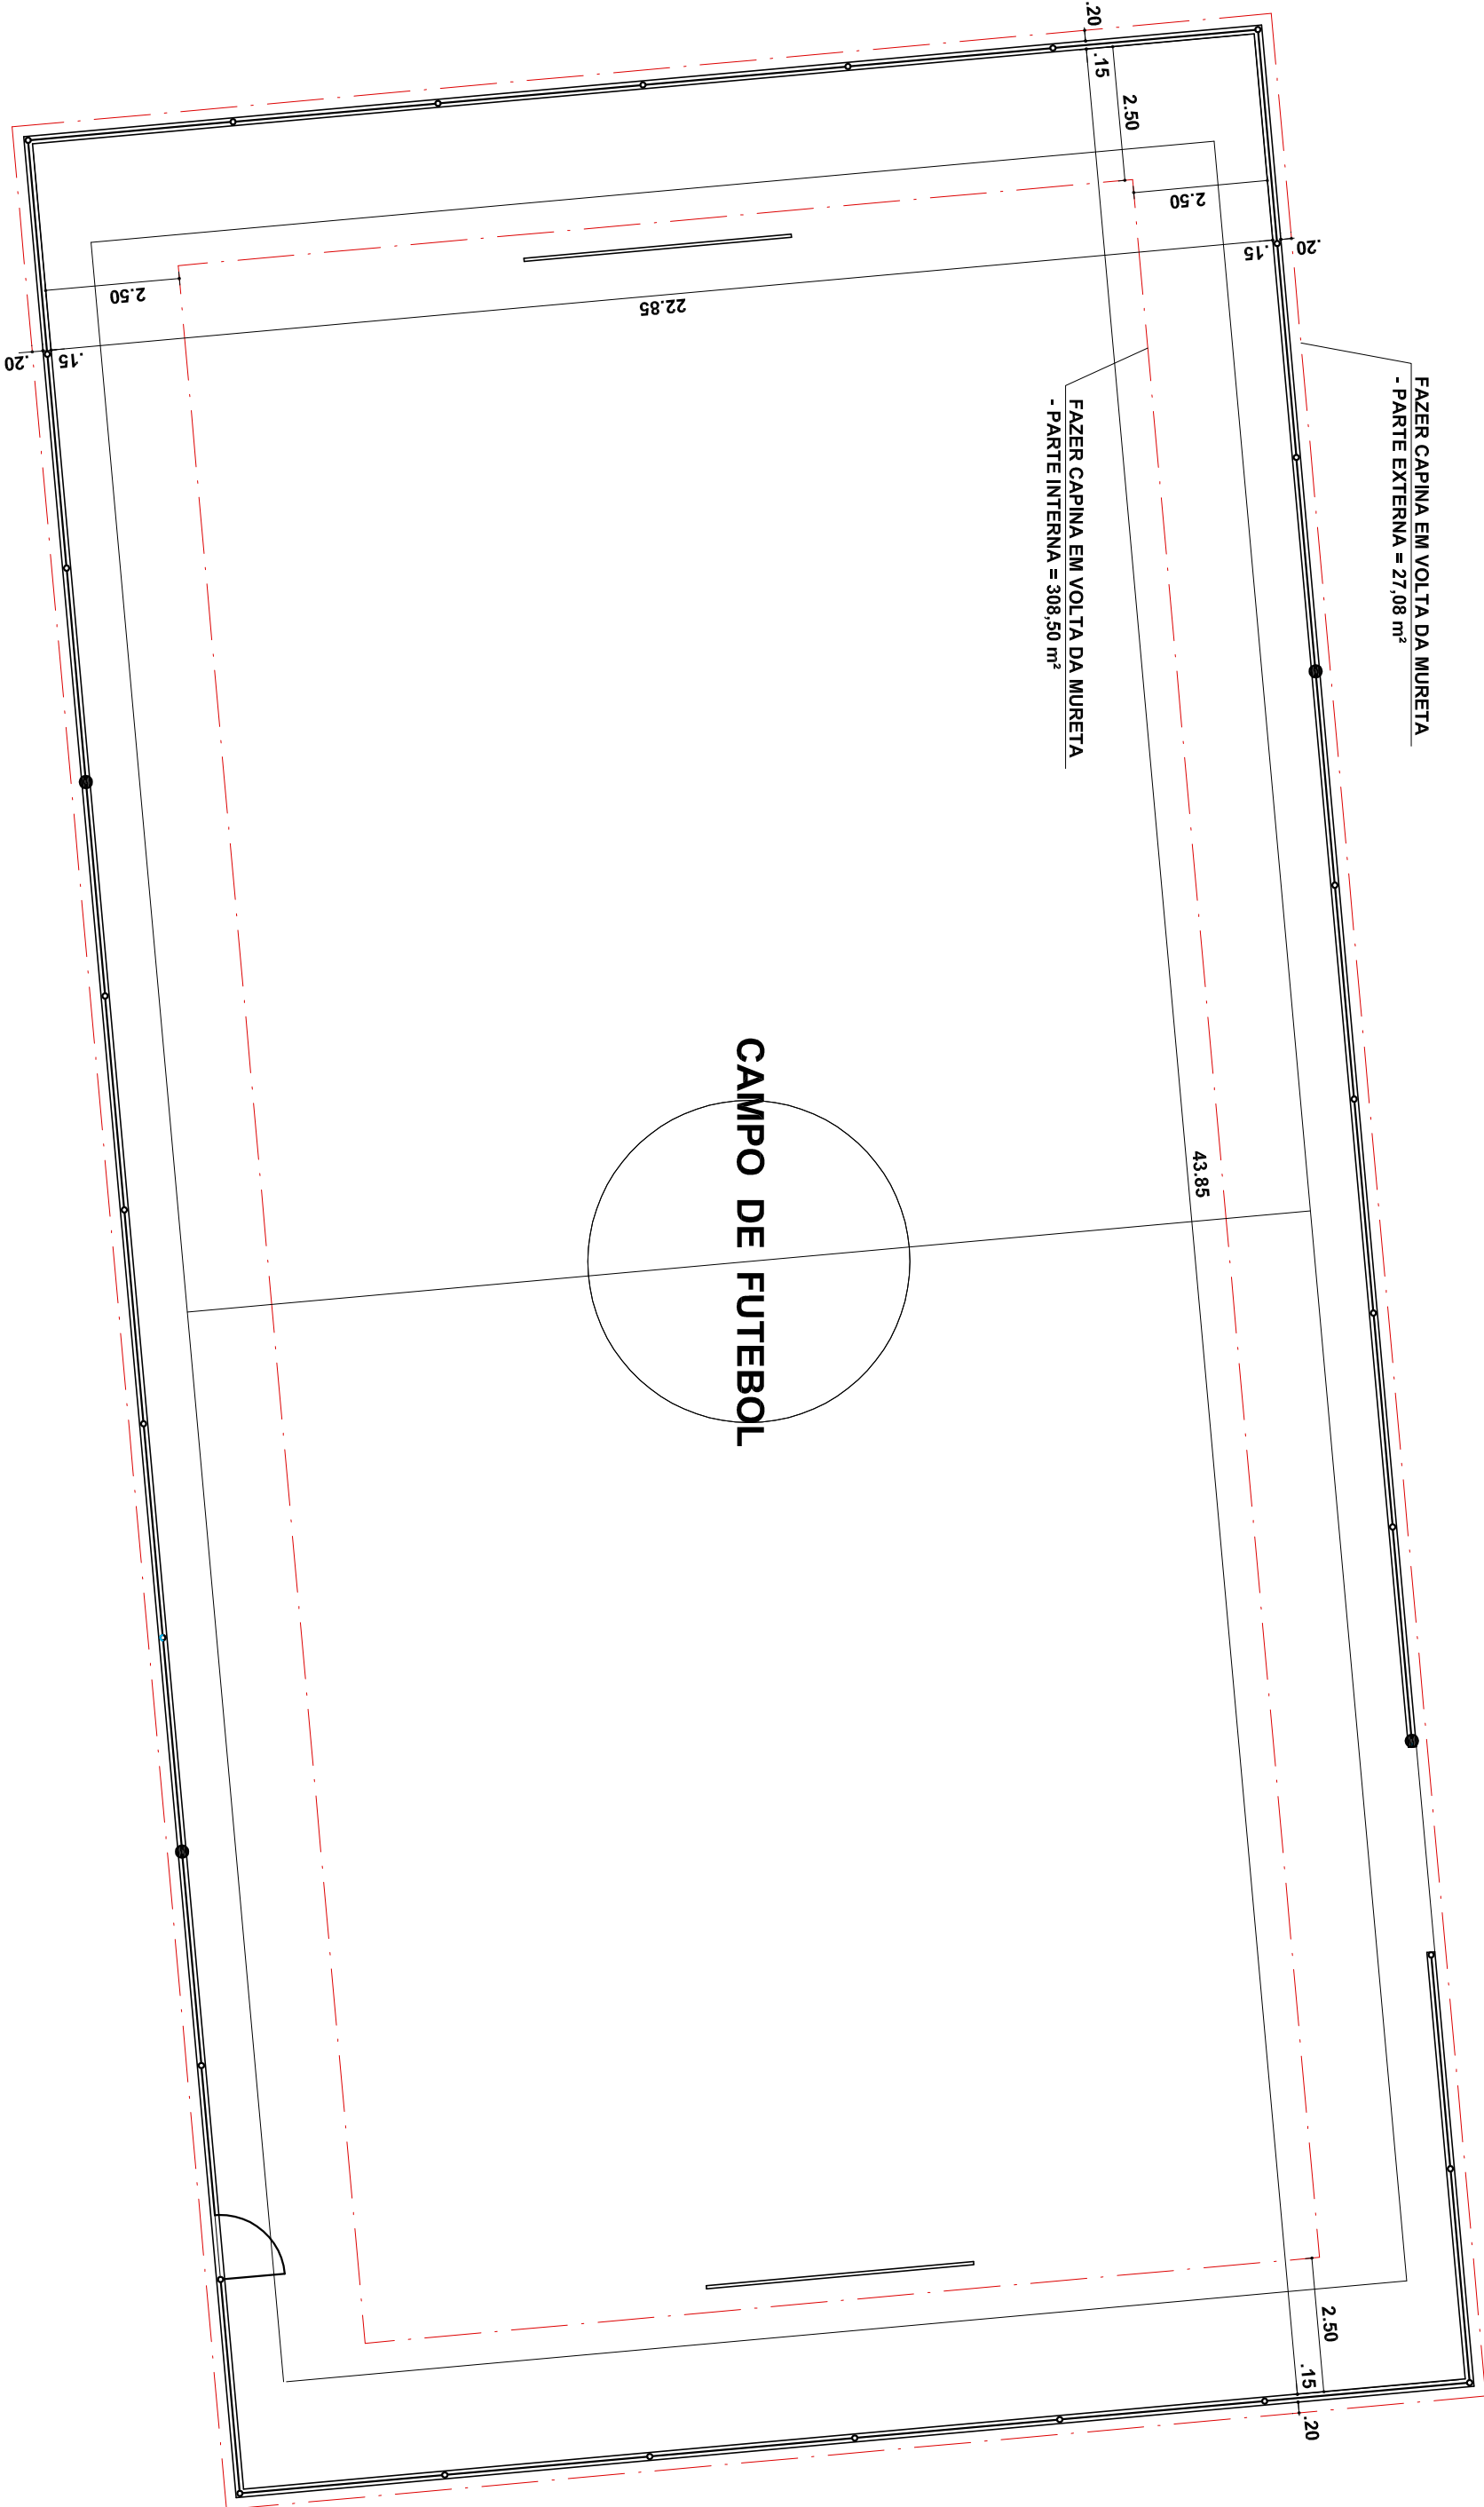 .20
.15
2.50
2.50
.15
.20
2.50
22.85
.20
.15
FAZER CAPINA EM VOLTA DA MURETA
- PARTE EXTERNA = 27,08 m²
FAZER CAPINA EM VOLTA DA MURETA
- PARTE INTERNA = 308,50 m²
CAMPO DE FUTEBOL
43.85
2.50
.15
.20